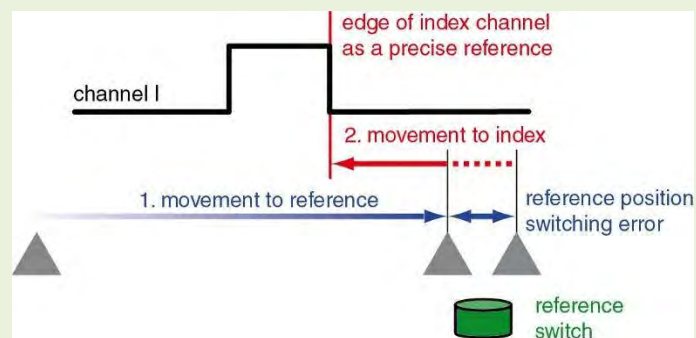 edge of index channel
as a precise reference
channel I
2. movement to index
1. movement to reference
reference position
switching error
reference
switch